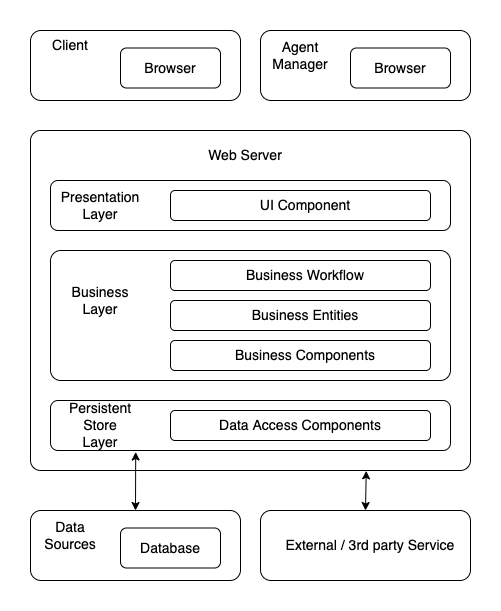 Client
Browser
Agent
Manager
Browser
Web Server
Presentation
Layer
UI Component
Business
Layer
Business Workflow
Business Entities
Business Components
Persistent
Store
Layer
Data Access Components
Data
Sources
Database
External / 3rd party Service